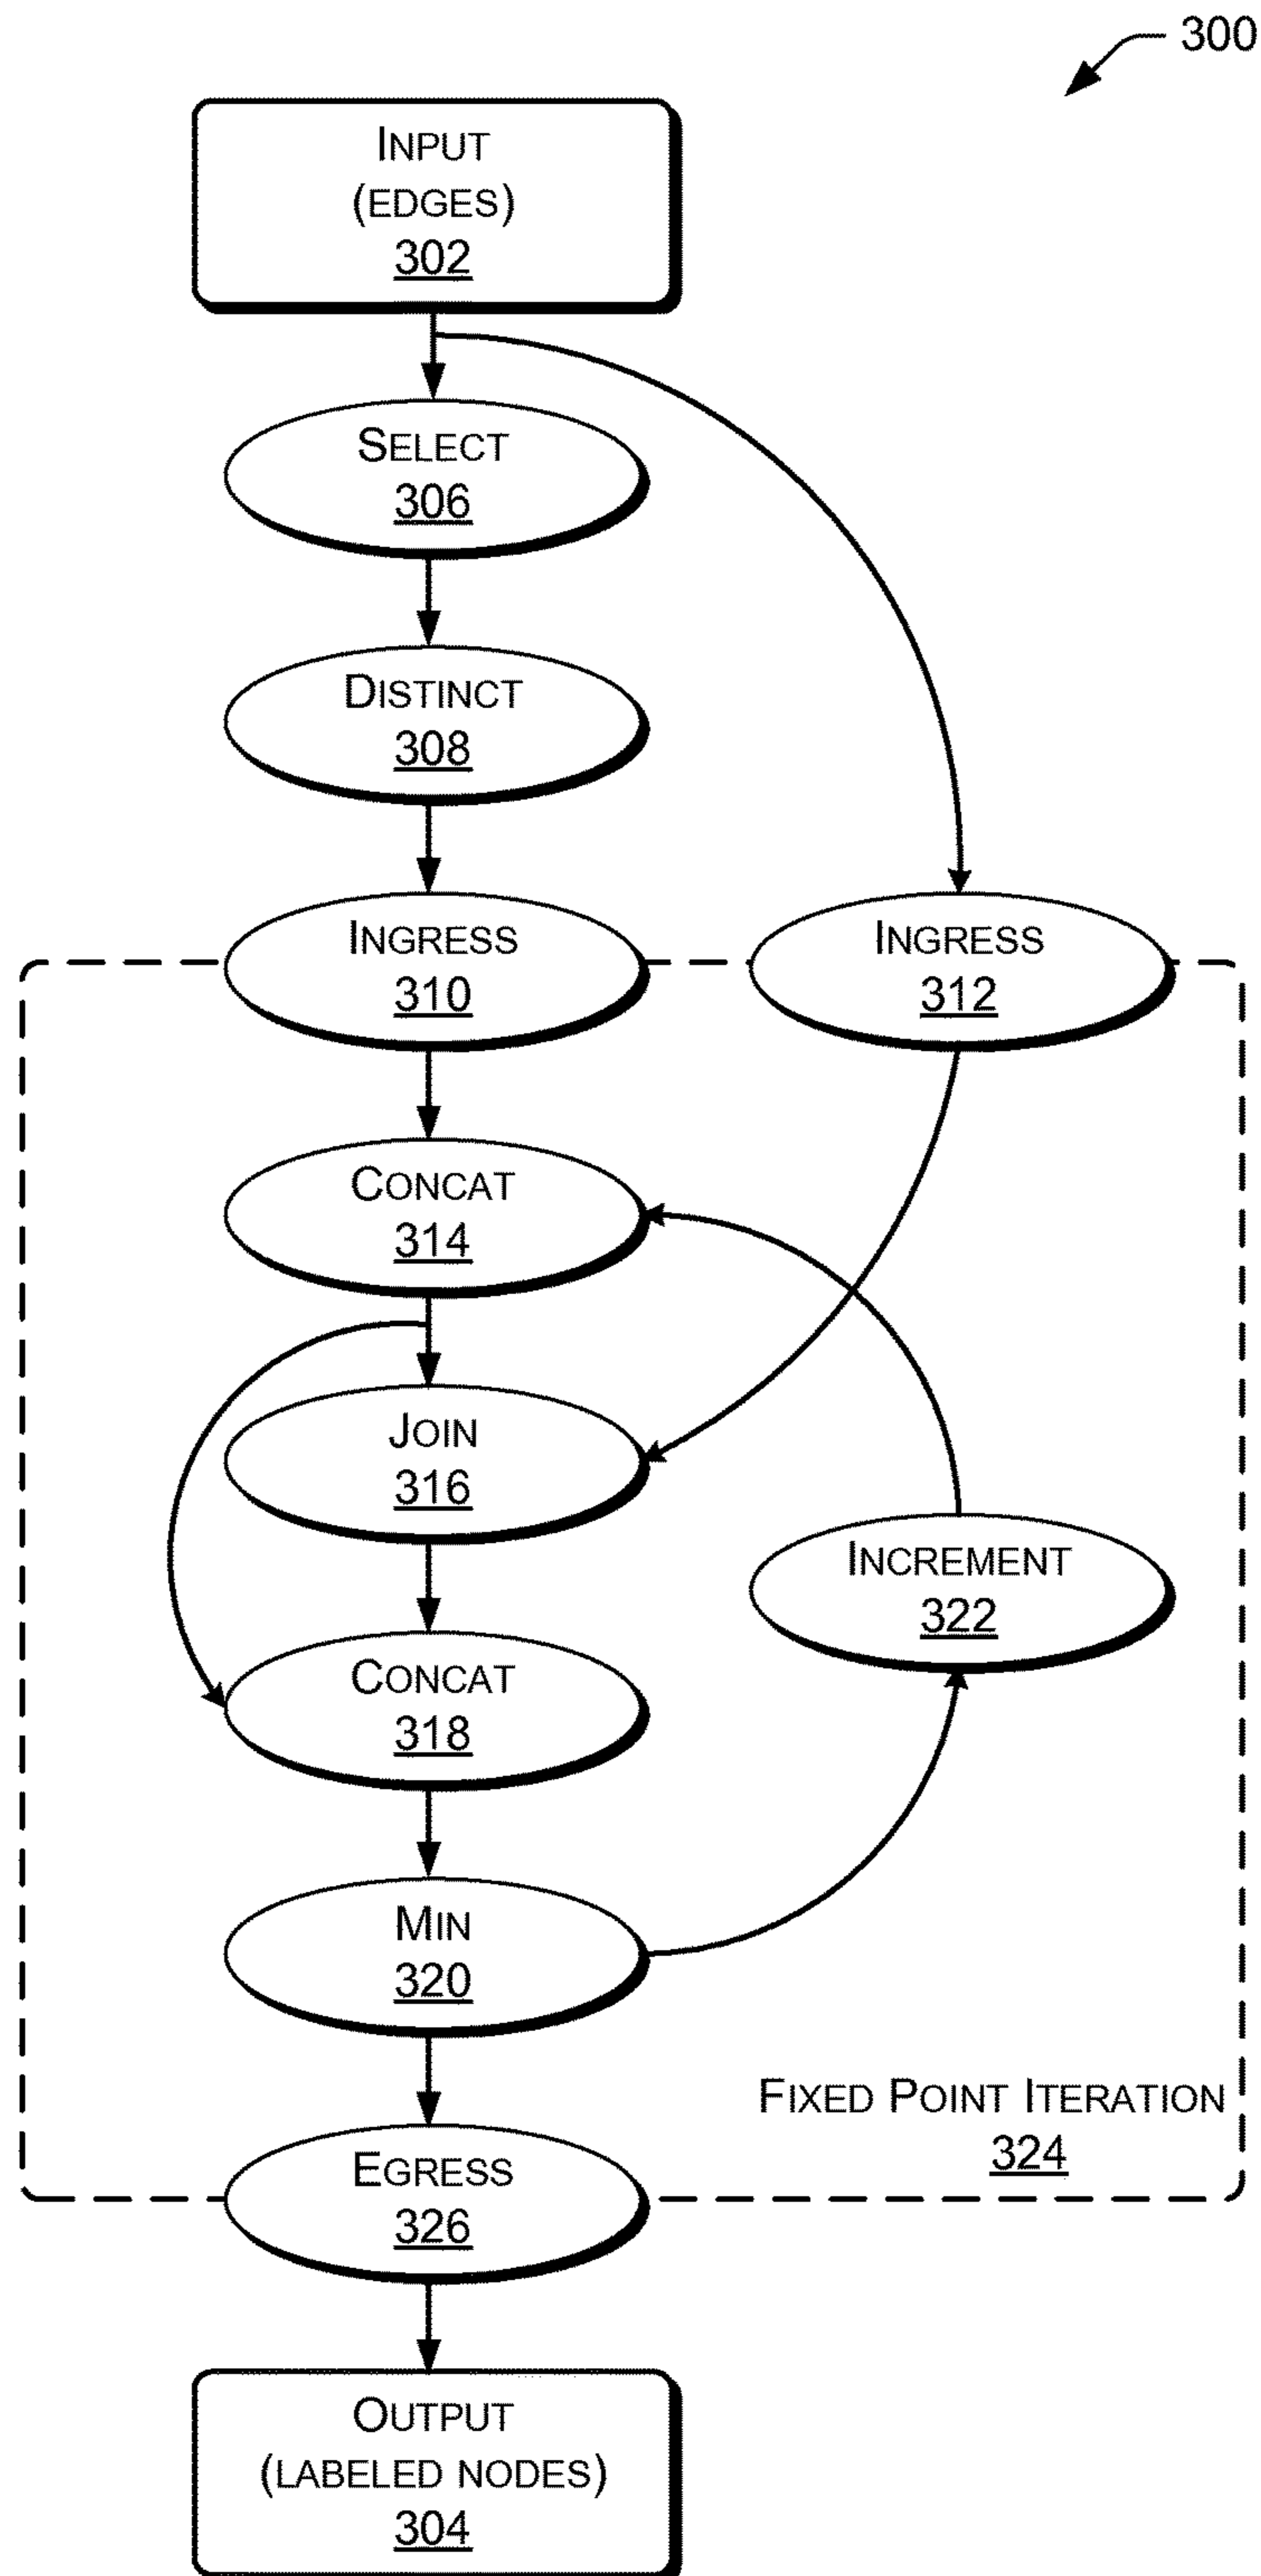 300
INPUT
(EDGES)
302
SELECT
306
DISTINCT
308
INGRESS
310
INGRESS
312
CONCAT
314
JOIN
316
INCREMENT
322
CONCAT
318
MIN
320
FIXED POINT ITERATION
324
EGRESS
326
OUTPUT
(LABELED NODES)
304